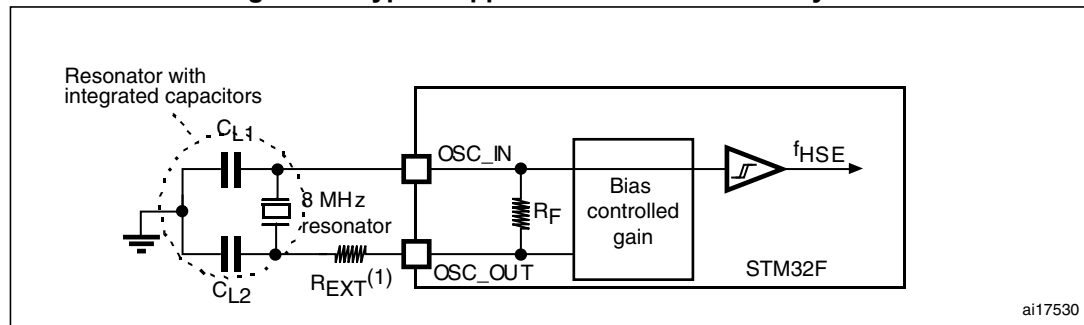 Resonator with
integrated capacitors
CL1
OSC_IN
fHSE
8 MHz
resonator
RF
Bias
controlled
gain
OSC_OUT
STM32F
REXT(1)
CL2
ai17530